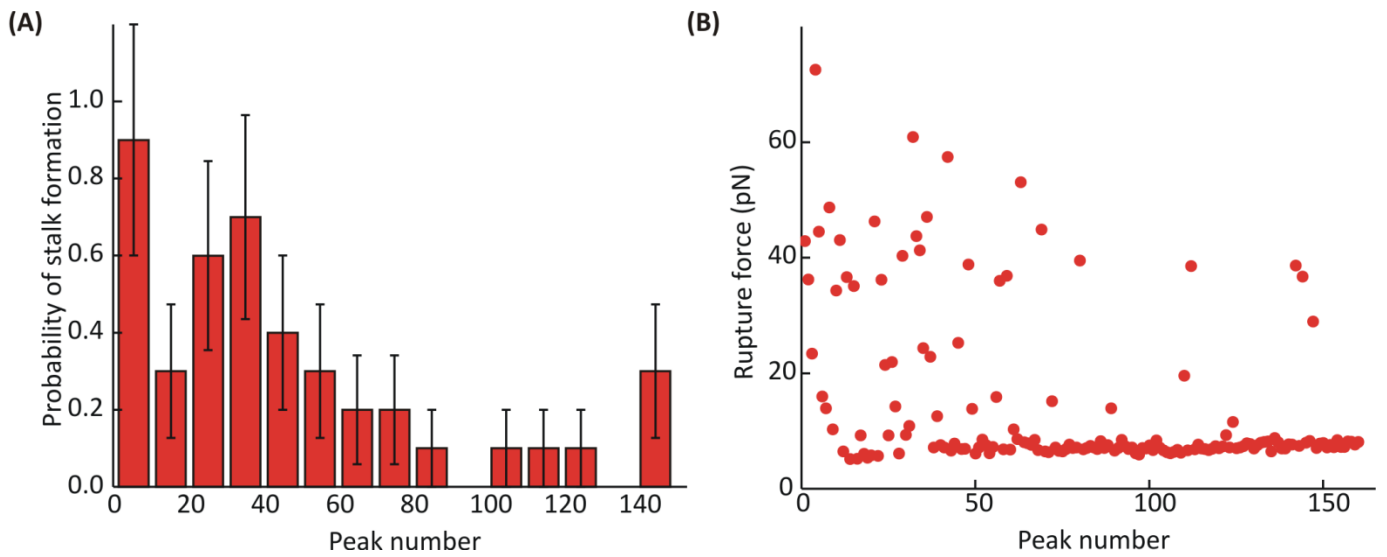 (A)
Probability of stalk formation
1.0
0.8
0.6
0.4
0.2
0.0
0 20 40 60 80 100 120 140
Peak number
(B)
Rupture force (pN)
60
40
20
0
0 50 100 150
Peak number